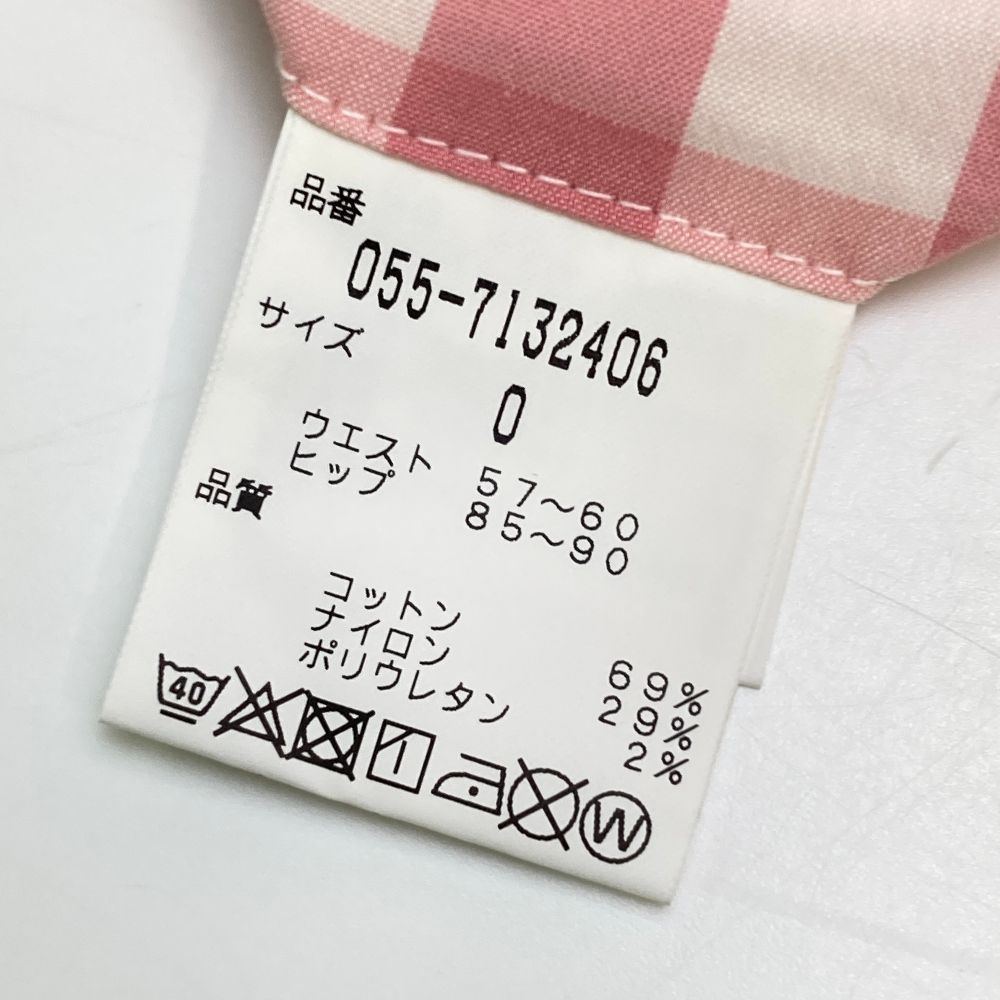 品番
055-7132406
サイズ
0
ウエスト 57~60
ヒップ 85~90
品質
コットン 69%
ナイロン 29%
ポリウレタン 2%
40
W